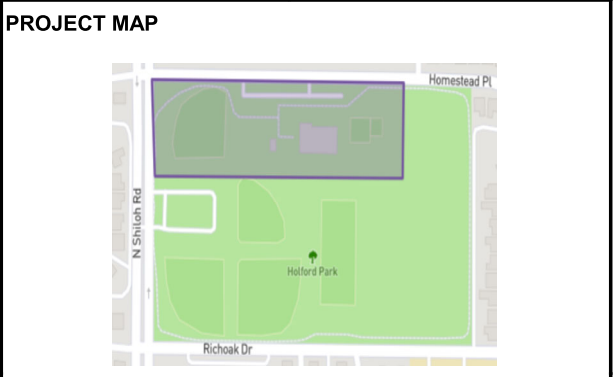 PROJECT MAP
Homestead Pl
N Shiloh Rd
Holford Park
Richoak Dr